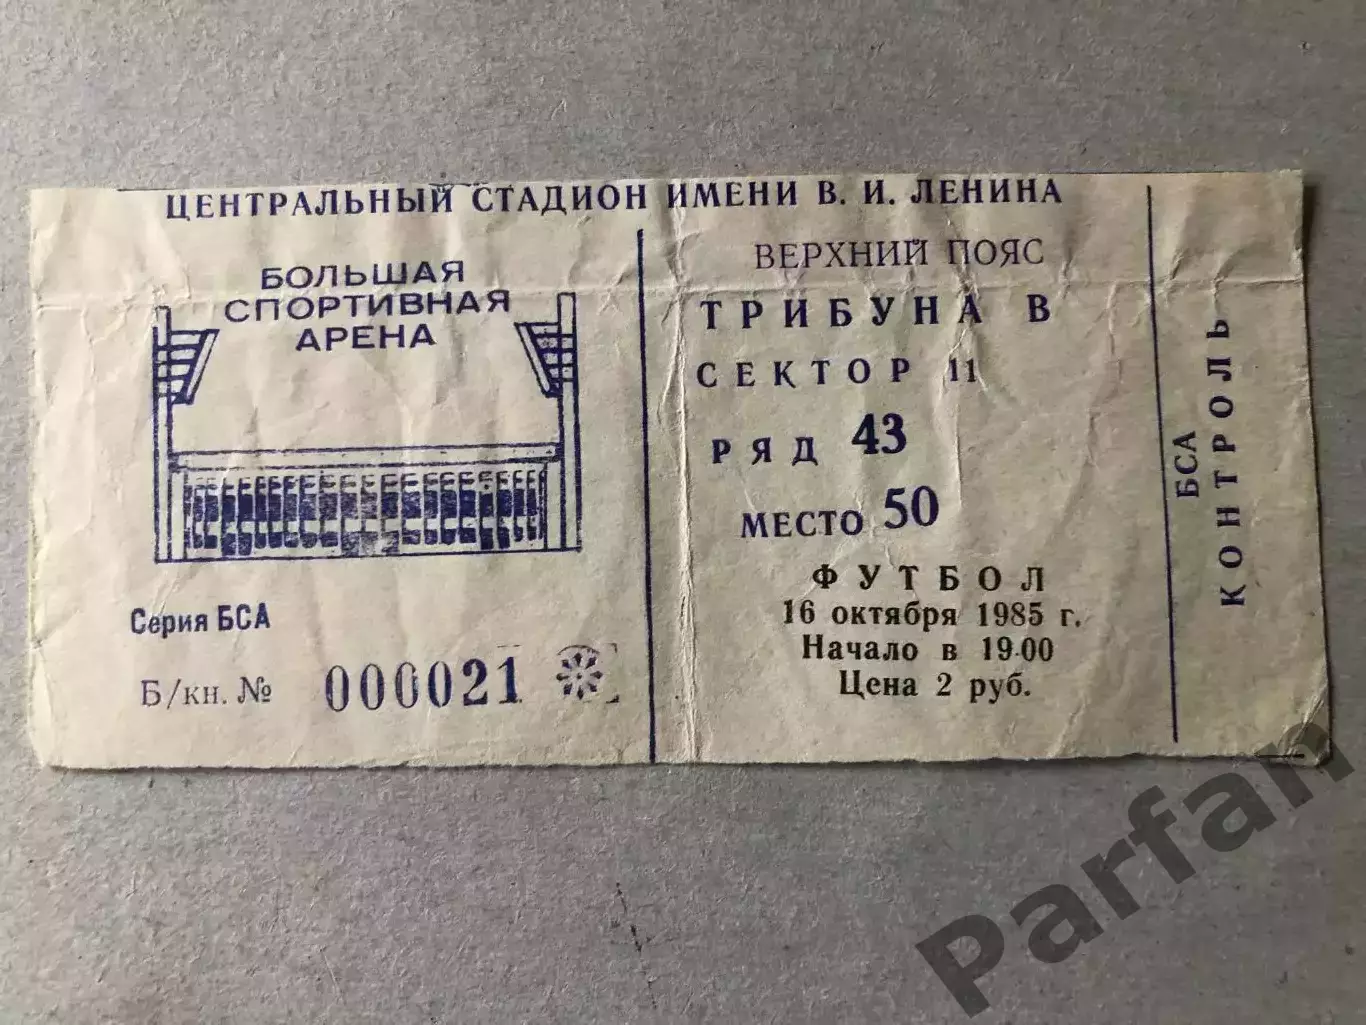 ЦЕНТРАЛЬНЫЙ СТАДИОН ИМЕНИ В. И. ЛЕНИНА
БОЛЬШАЯ
СПОРТИВНАЯ
АРЕНА
Серия БСА
Б/кн. № 000021
ВЕРХНИЙ ПОЯС
ТРИБУНА В
СЕКТОР 11
РЯД 43
МЕСТО 50
ФУТБОЛ
16 октября 1985 г.
Начало в 19-00
Цена 2 руб.
БСА
КОНТРОЛЬ
Parfan